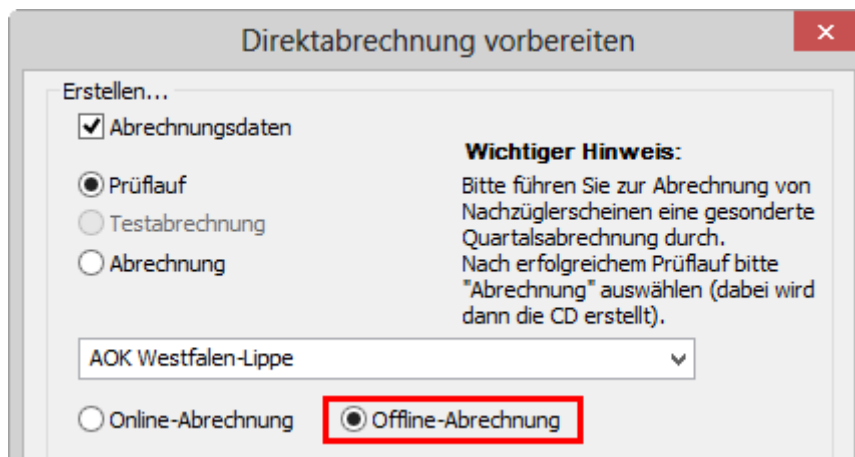 Direktabrechnung vorbereiten
Erstellen...
Abrechnungsdaten
Wichtiger Hinweis:
Prüflauf
Testabrechnung
Abrechnung
Bitte führen Sie zur Abrechnung von
Nachzüglerscheinen eine gesonderte
Quartalsabrechnung durch.
Nach erfolgreichem Prüflauf bitte
"Abrechnung" auswählen (dabei wird
dann die CD erstellt).
AOK Westfalen-Lippe
Online-Abrechnung
Offline-Abrechnung